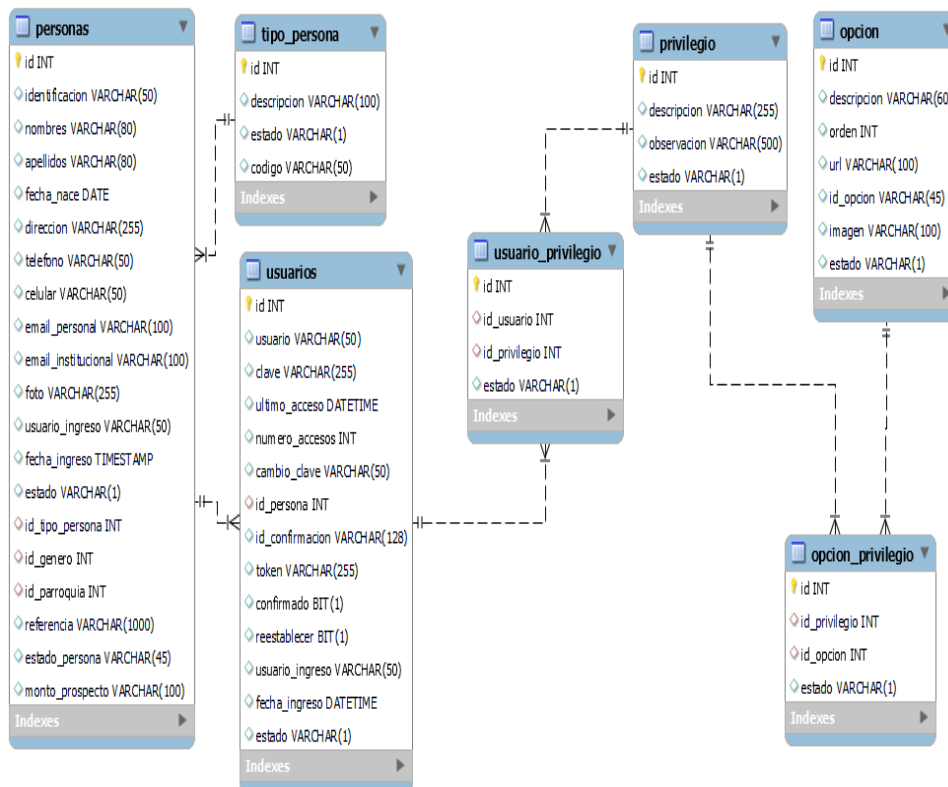 personas
id INT
identificacion VARCHAR(50)
nombres VARCHAR(80)
apellidos VARCHAR(80)
fecha_nace DATE
direccion VARCHAR(255)
telefono VARCHAR(50)
celular VARCHAR(50)
email_personal VARCHAR(100)
email_institucional VARCHAR(100)
foto VARCHAR(255)
usuario_ingreso VARCHAR(50)
fecha_ingreso TIMESTAMP
estado VARCHAR(1)
id_tipo_persona INT
id_genero INT
id_parroquia INT
referencia VARCHAR(1000)
estado_persona VARCHAR(45)
monto_prospecto VARCHAR(100)
Indexes
tipo_persona
id INT
descripcion VARCHAR(100)
estado VARCHAR(1)
codigo VARCHAR(50)
Indexes
usuarios
id INT
usuario VARCHAR(50)
clave VARCHAR(255)
ultimo_acceso DATETIME
numero_accesos INT
cambio_clave VARCHAR(50)
id_persona INT
id_confirmacion VARCHAR(128)
token VARCHAR(255)
confirmado BIT(1)
reestablecer BIT(1)
usuario_ingreso VARCHAR(50)
fecha_ingreso DATETIME
estado VARCHAR(1)
Indexes
usuario_privilegio
id INT
id_usuario INT
id_privilegio INT
estado VARCHAR(1)
Indexes
privilegio
id INT
descripcion VARCHAR(255)
observacion VARCHAR(500)
estado VARCHAR(1)
Indexes
opcion
id INT
descripcion VARCHAR(60
orden INT
url VARCHAR(100)
id_opcion VARCHAR(45)
imagen VARCHAR(100)
estado VARCHAR(1)
Indexes
opcion_privilegio
id INT
id_privilegio INT
id_opcion INT
estado VARCHAR(1)
Indexes